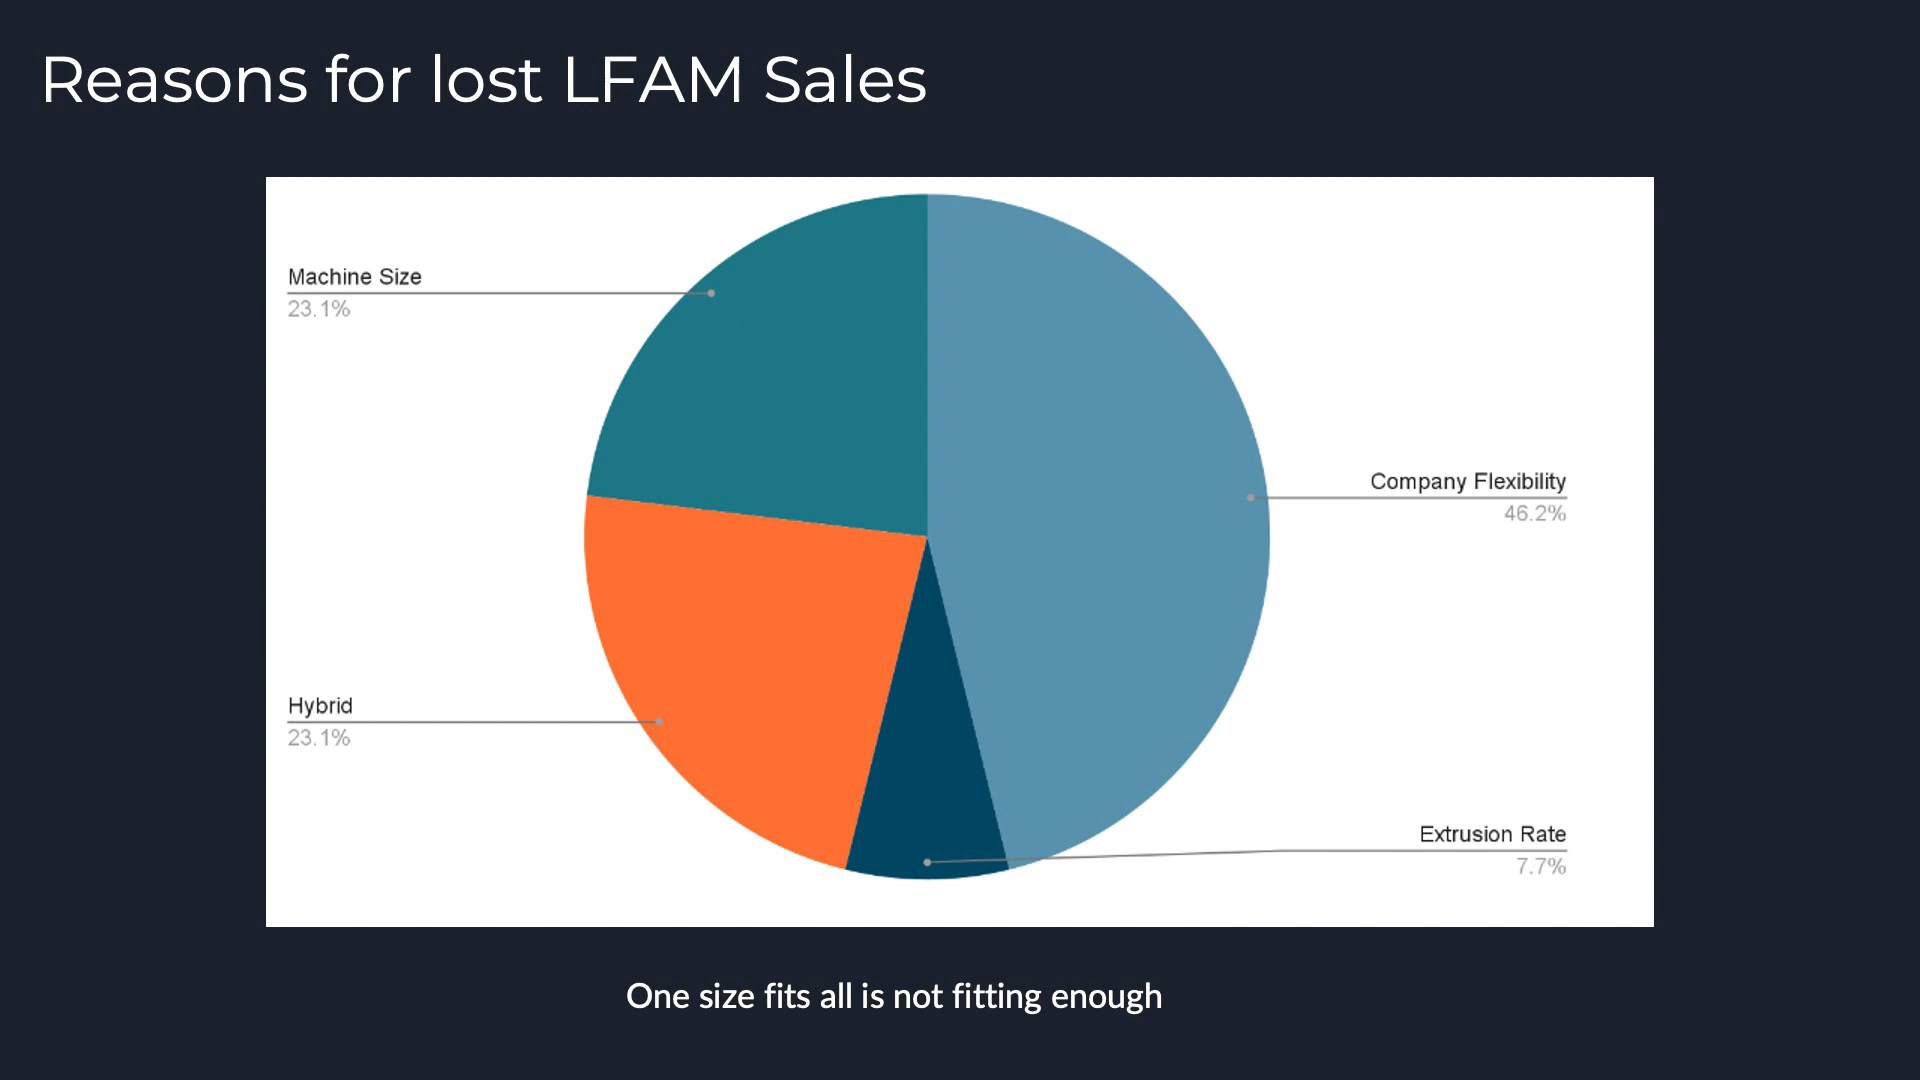 Reasons for lost LFAM Sales
Machine Size
23.1%
Company Flexibility
46.2%
Hybrid
23.1%
Extrusion Rate
7.7%
One size fits all is not fitting enough